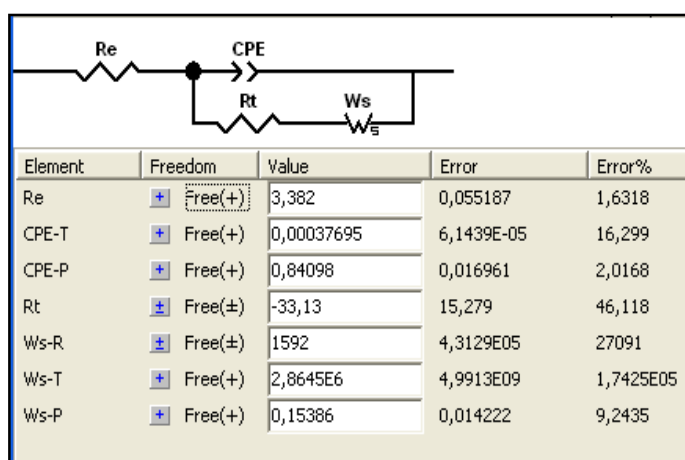 Re CPE
Rt Ws
s
Element Freedom Value Error Error%
Re + Free(+) 3,382 0,055187 1,6318
CPE-T + Free(+) 0,00037695 6,1439E-05 16,299
CPE-P + Free(+) 0,84098 0,016961 2,0168
Rt ± Free(±) -33,13 15,279 46,118
Ws-R ± Free(±) 1592 4,3129E05 27091
Ws-T + Free(+) 2,8645E6 4,9913E09 1,7425E05
Ws-P + Free(+) 0,15386 0,014222 9,2435